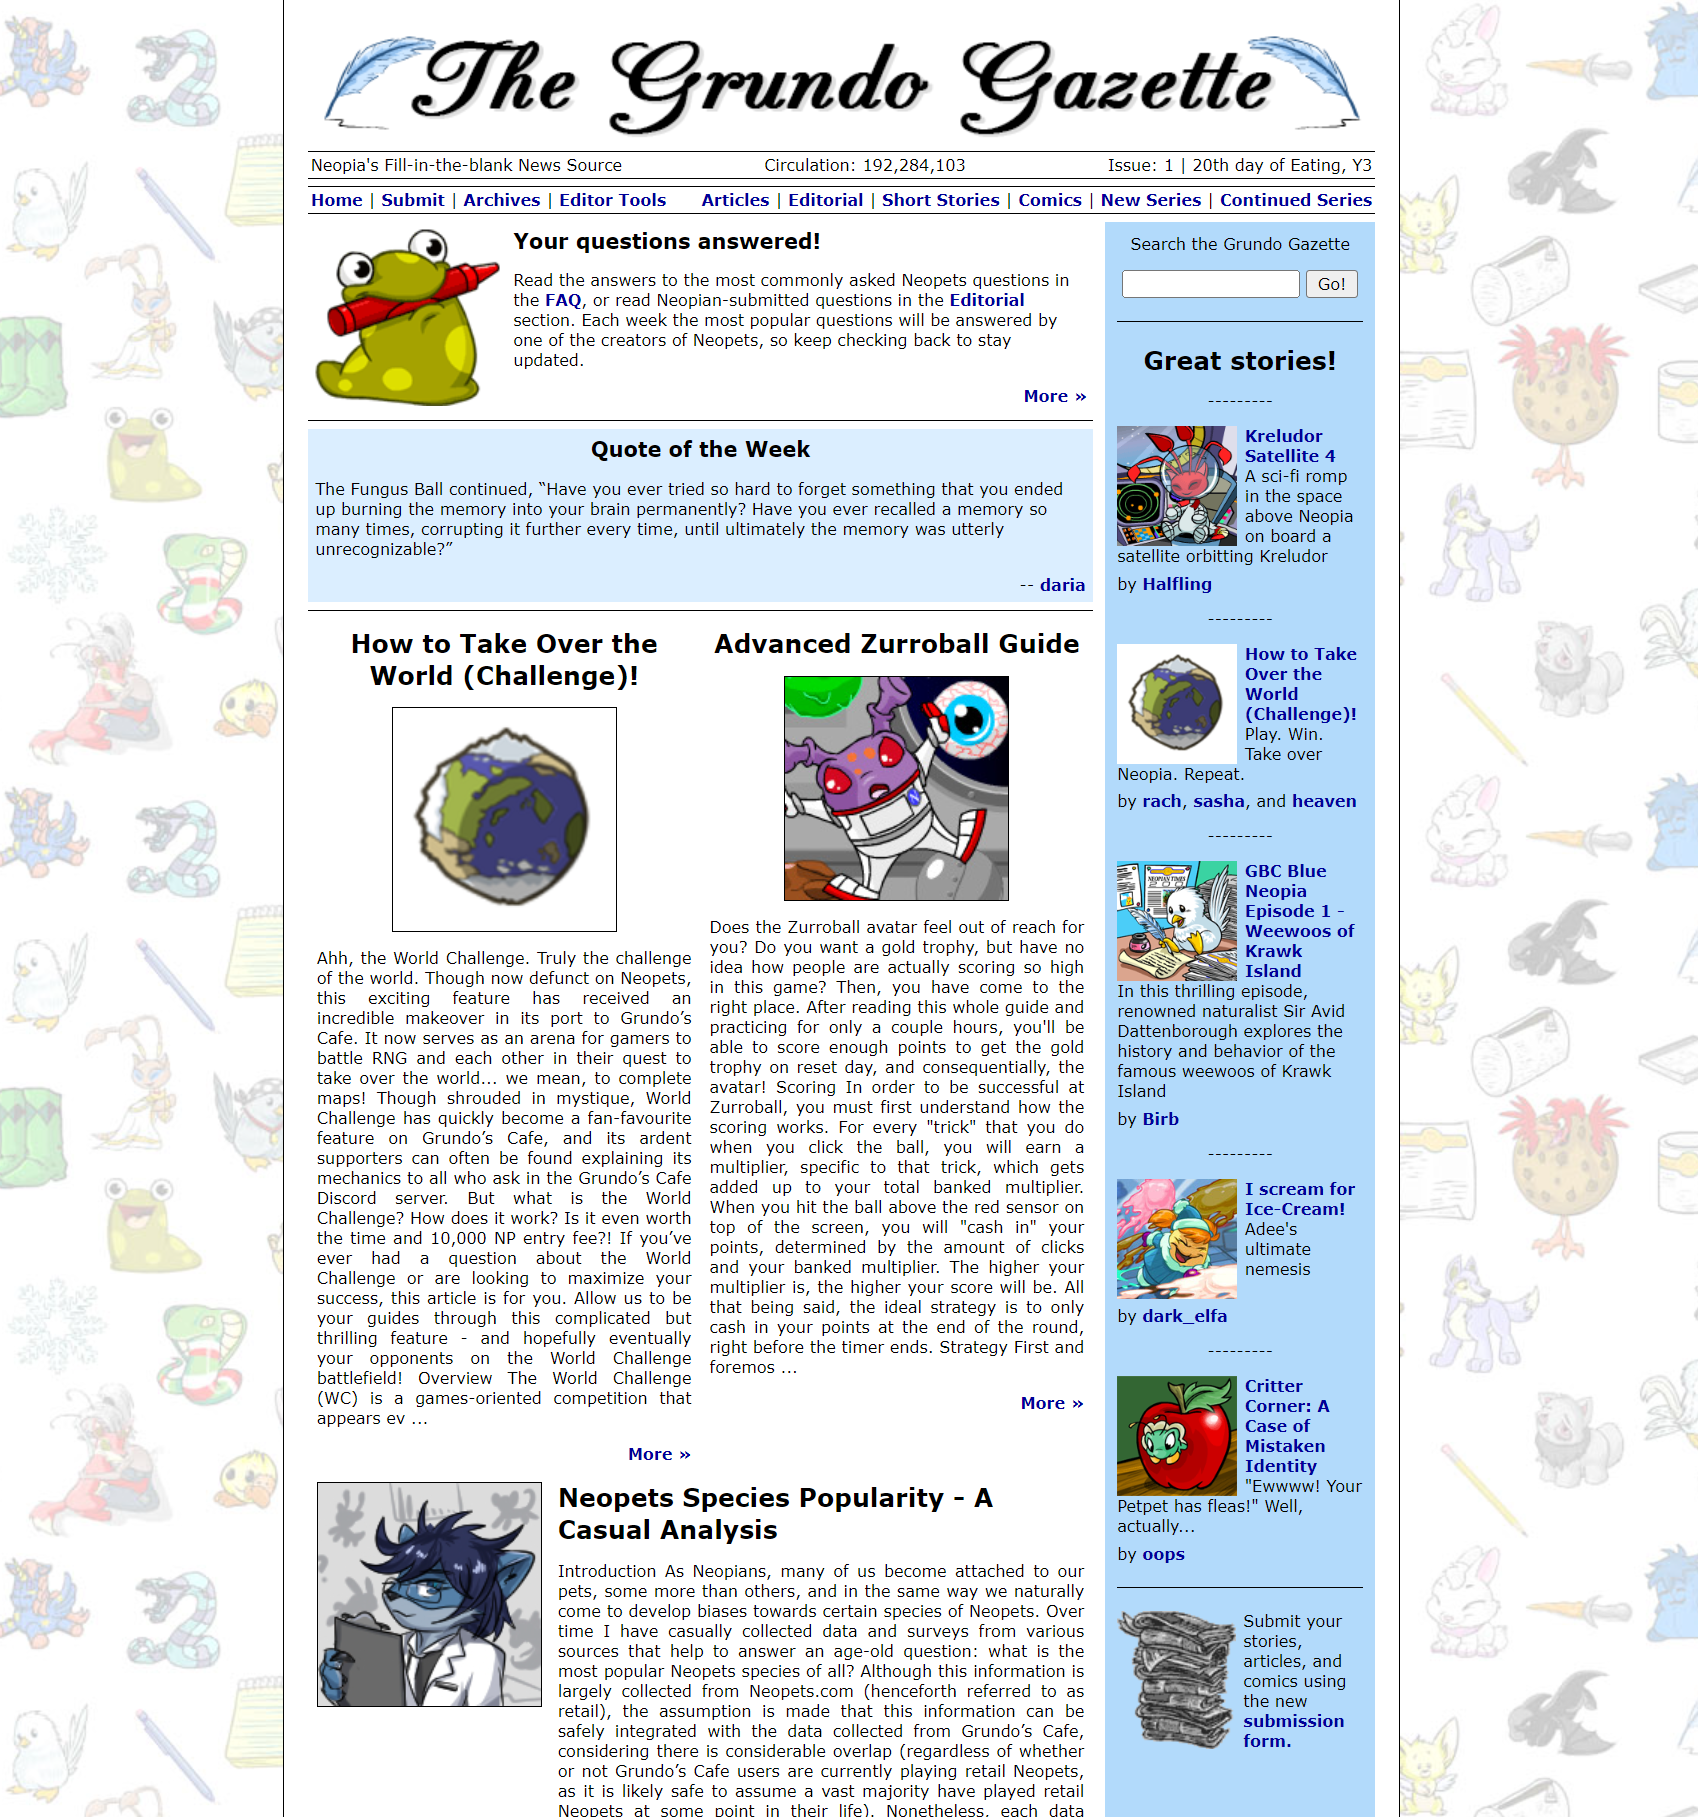 The Grundo Gazette
Neopia's Fill-in-the-blank News Source
Circulation: 192,284,103
Issue: 1 | 20th day of Eating, Y3
Home | Submit | Archives | Editor Tools
Articles | Editorial | Short Stories | Comics | New Series | Continued Series
Your questions answered!
Read the answers to the most commonly asked Neopets questions in
the FAQ, or read Neopian-submitted questions in the Editorial
section. Each week the most popular questions will be answered by
one of the creators of Neopets, so keep checking back to stay
updated.
More »
Quote of the Week
The Fungus Ball continued, “Have you ever tried so hard to forget something that you ended
up burning the memory into your brain permanently? Have you ever recalled a memory so
many times, corrupting it further every time, until ultimately the memory was utterly
unrecognizable?”
-- daria
How to Take Over the
World (Challenge)!
Ahh, the World Challenge. Truly the challenge
of the world. Though now defunct on Neopets,
this exciting feature has received an
incredible makeover in its port to Grundo’s
Cafe. It now serves as an arena for gamers to
battle RNG and each other in their quest to
take over the world... we mean, to complete
maps! Though shrouded in mystique, World
Challenge has quickly become a fan-favourite
feature on Grundo’s Cafe, and its ardent
supporters can often be found explaining its
mechanics to all who ask in the Grundo’s Cafe
Discord server. But what is the World
Challenge? How does it work? Is it even worth
the time and 10,000 NP entry fee?! If you’ve
ever had a question about the World
Challenge or are looking to maximize your
success, this article is for you. Allow us to be
your guides through this complicated but
thrilling feature - and hopefully eventually
your opponents on the World Challenge
battlefield! Overview The World Challenge
(WC) is a games-oriented competition that
appears ev ...
More »
Advanced Zurroball Guide
Does the Zurroball avatar feel out of reach for
you? Do you want a gold trophy, but have no
idea how people are actually scoring so high
in this game? Then, you have come to the
right place. After reading this whole guide and
practicing for only a couple hours, you'll be
able to score enough points to get the gold
trophy on reset day, and consequentially, the
avatar! Scoring In order to be successful at
Zurroball, you must first understand how the
scoring works. For every "trick" that you do
when you click the ball, you will earn a
multiplier, specific to that trick, which gets
added up to your total banked multiplier.
When you hit the ball above the red sensor on
top of the screen, you will "cash in" your
points, determined by the amount of clicks
and your banked multiplier. The higher your
multiplier is, the higher your score will be. All
that being said, the ideal strategy is to only
cash in your points at the end of the round,
right before the timer ends. Strategy First and
foremos ...
More »
Neopets Species Popularity - A
Casual Analysis
Introduction As Neopians, many of us become attached to our
pets, some more than others, and in the same way we naturally
come to develop biases towards certain species of Neopets. Over
time I have casually collected data and surveys from various
sources that help to answer an age-old question: what is the
most popular Neopets species of all? Although this information is
largely collected from Neopets.com (henceforth referred to as
retail), the assumption is made that this information can be
safely integrated with the data collected from Grundo’s Cafe,
considering there is considerable overlap (regardless of whether
or not Grundo’s Cafe users are currently playing retail Neopets,
as it is likely safe to assume a vast majority have played retail
Neopets at some point in their life). Nonetheless, each data
Search the Grundo Gazette
Go!
Great stories!
---------
Kreludor
Satellite 4
A sci-fi romp
in the space
above Neopia
on board a
satellite orbitting Kreludor
by Halfling
---------
How to Take
Over the
World
(Challenge)!
Play. Win.
Take over
Neopia. Repeat.
by rach, sasha, and heaven
---------
NEOPIAN TIMES
GBC Blue
Neopia
Episode 1 -
Weewoos of
Krawk
Island
In this thrilling episode,
renowned naturalist Sir Avid
Dattenborough explores the
history and behavior of the
famous weewoos of Krawk
Island
by Birb
---------
I scream for
Ice-Cream!
Adee's
ultimate
nemesis
by dark_elfa
---------
Critter
Corner: A
Case of
Mistaken
Identity
"Ewwww! Your
Petpet has fleas!" Well,
actually...
by oops
Submit your
stories,
articles, and
comics using
the new
submission
form.